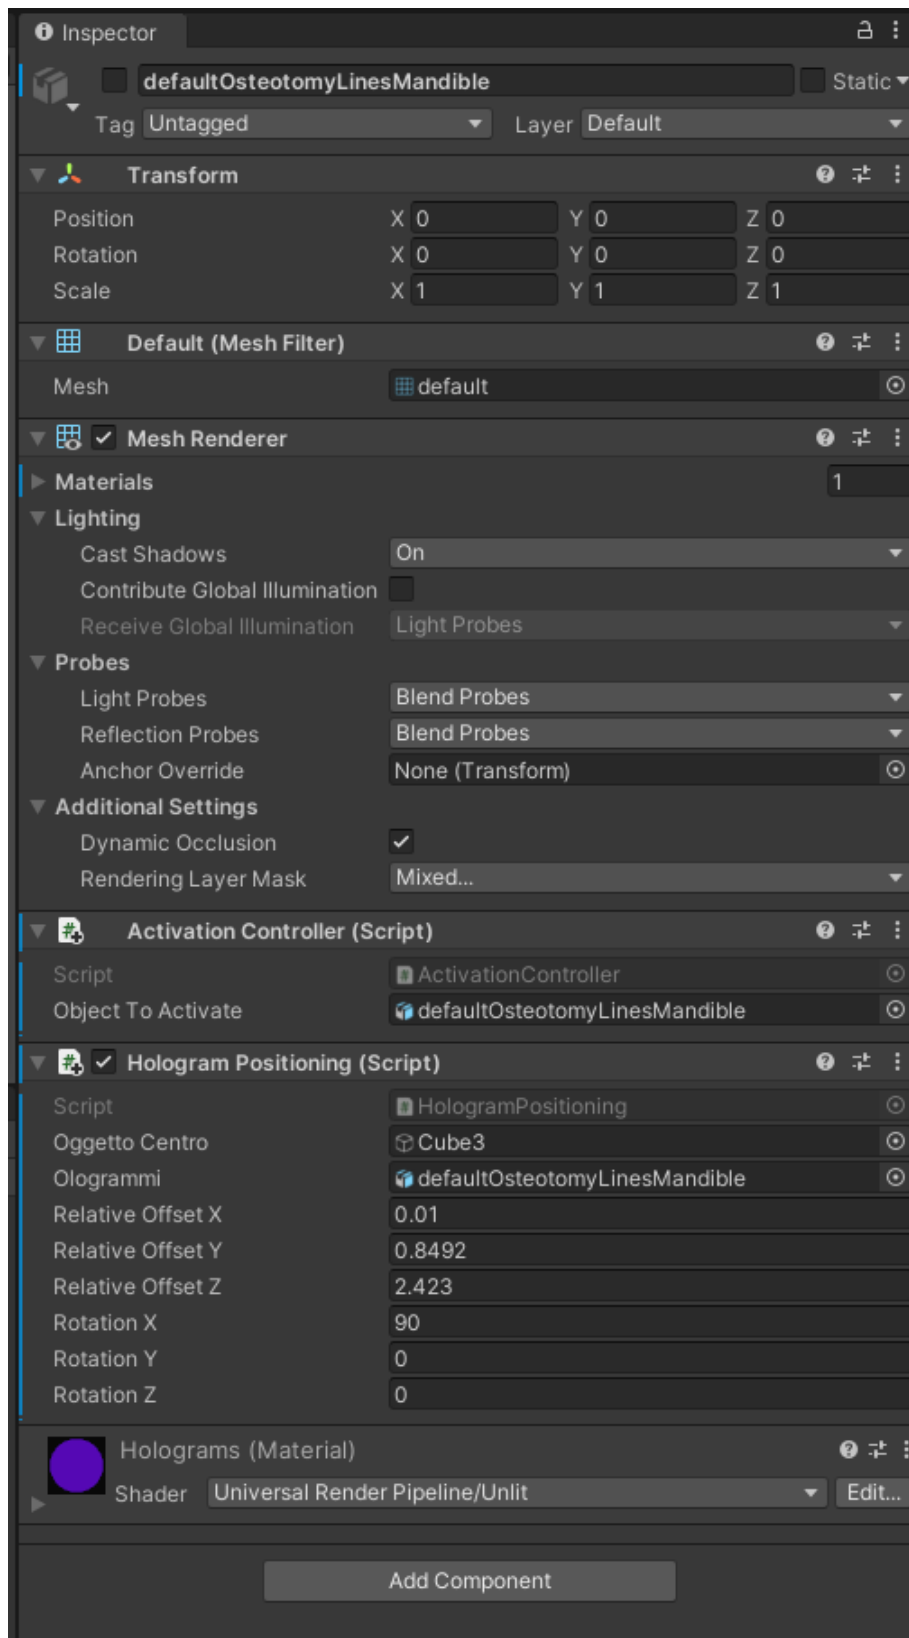 Inspector
defaultOsteotomyLinesMandible Static
Tag Untagged Layer Default
Transform
Position X 0 Y 0 Z 0
Rotation X 0 Y 0 Z 0
Scale X 1 Y 1 Z 1
Default (Mesh Filter)
Mesh default
Mesh Renderer
Materials 1
Lighting
Cast Shadows On
Contribute Global Illumination
Receive Global Illumination Light Probes
Probes
Light Probes Blend Probes
Reflection Probes Blend Probes
Anchor Override None (Transform)
Additional Settings
Dynamic Occlusion
Rendering Layer Mask Mixed...
Activation Controller (Script)
Script ActivationController
Object To Activate defaultOsteotomyLinesMandible
Hologram Positioning (Script)
Script HologramPositioning
Oggetto Centro Cube3
Ologrammi defaultOsteotomyLinesMandible
Relative Offset X 0.01
Relative Offset Y 0.8492
Relative Offset Z 2.423
Rotation X 90
Rotation Y 0
Rotation Z 0
Holograms (Material)
Shader Universal Render Pipeline/Unlit Edit...
Add Component